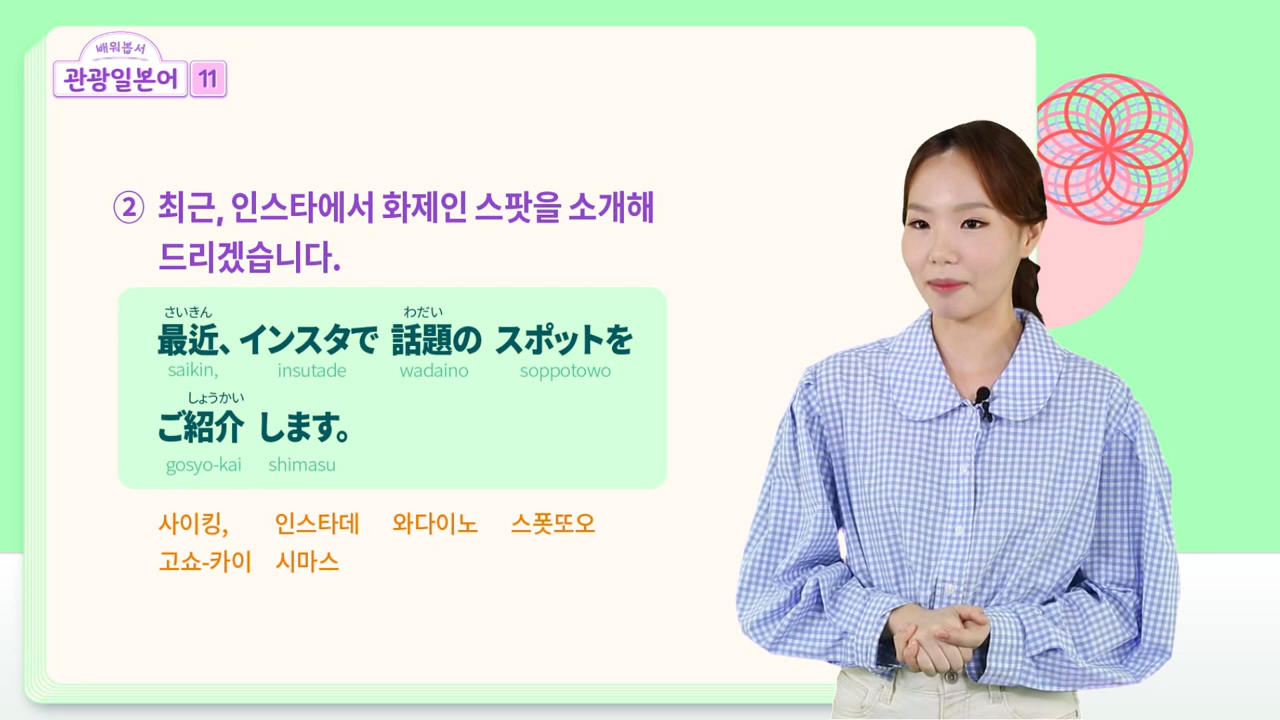 배워봅서
관광일본어 11
② 최근, 인스타에서 화제인 스팟을 소개해
드리겠습니다.
さいきん わだい
最近、インスタで 話題の スポットを
saikin, insutade wadaino soppotowo
しょうかい
ご紹介 します。
gosyo-kai shimasu
사이킹, 인스타데 와다이노 스폿또오
고쇼-카이 시마스